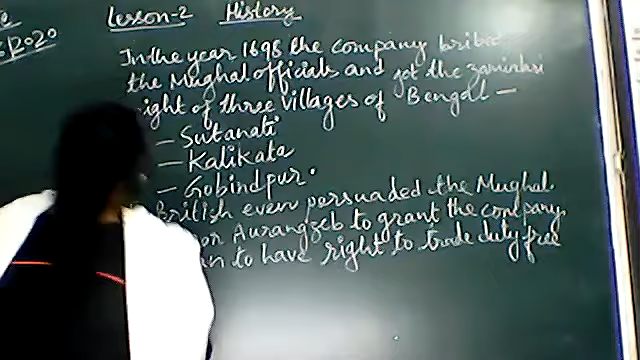 Lesson-2 History
In the year 1698 the company bribed
the Mughal officials and got the zamindari
right of three villages of Bengal -
- Sutanati
- Kalikata
- Gobindpur.
British even persuaded the Mughal
or Aurangzeb to grant the company
an to have right to trade duty free